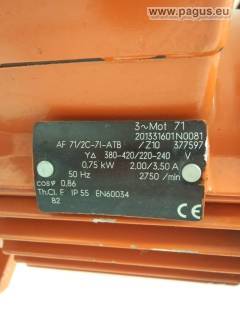 www.pagus.eu
3~Mot 71
201331601N0081
AF 71/2C-7I-ATB /Z10 377597
Y△ 380-420/220-240 V
0,75 kW 2,00/3,50 A
50 Hz 2750 /min
cosφ 0,86
Th.Cl. F IP 55 EN60034
82
CE